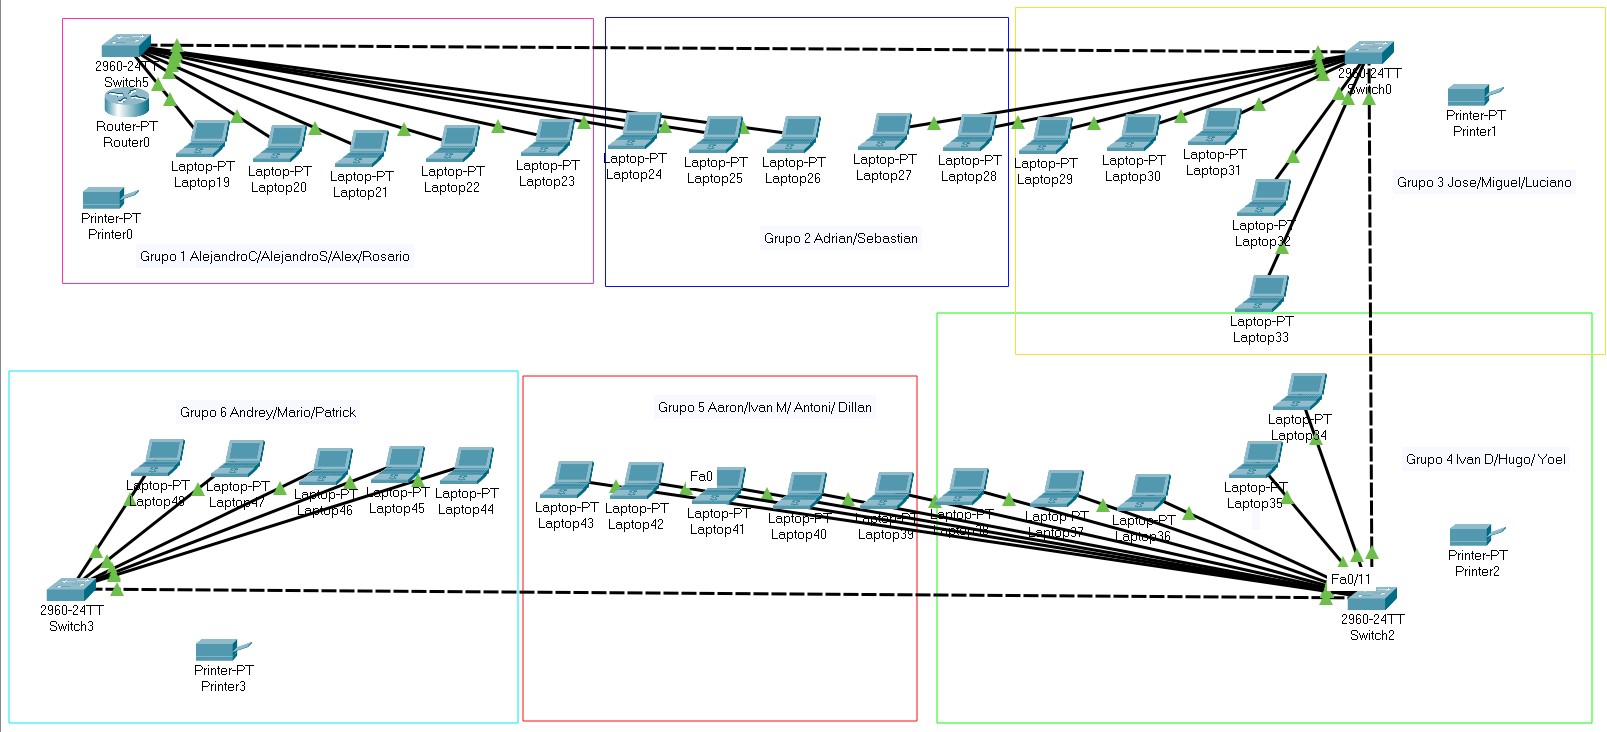 2960-24TT
Switch5
Router-PT
Router0
Laptop-PT
Laptop19
Laptop-PT
Laptop20
Laptop-PT
Laptop21
Laptop-PT
Laptop22
Laptop-PT
Laptop23
Printer-PT
Printer0
Grupo 1 AlejandroC/AlejandroS/Alex/Rosario
Laptop-PT
Laptop24
Laptop-PT
Laptop25
Laptop-PT
Laptop26
Laptop-PT
Laptop27
Laptop-PT
Laptop28
Grupo 2 Adrian/Sebastian
2960-24TT
Switch0
Printer-PT
Printer1
Laptop-PT
Laptop29
Laptop-PT
Laptop30
Laptop-PT
Laptop31
Grupo 3 Jose/Miguel/Luciano
Laptop-PT
Laptop32
Laptop-PT
Laptop33
Grupo 6 Andrey/Mario/Patrick
Laptop-PT
Laptop48
Laptop-PT
Laptop47
Laptop-PT
Laptop46
Laptop-PT
Laptop45
Laptop-PT
Laptop44
2960-24TT
Switch3
Printer-PT
Printer3
Grupo 5 Aaron/Ivan M/ Antoni/ Dillan
Fa0
Laptop-PT
Laptop43
Laptop-PT
Laptop42
Laptop-PT
Laptop41
Laptop-PT
Laptop40
Laptop-PT
Laptop39
Laptop-PT
Laptop38
Laptop-PT
Laptop37
Laptop-PT
Laptop36
Laptop-PT
Laptop34
Laptop-PT
Laptop35
Grupo 4 Ivan D/Hugo/ Yoel
Printer-PT
Printer2
Fa0/11
2960-24TT
Switch2